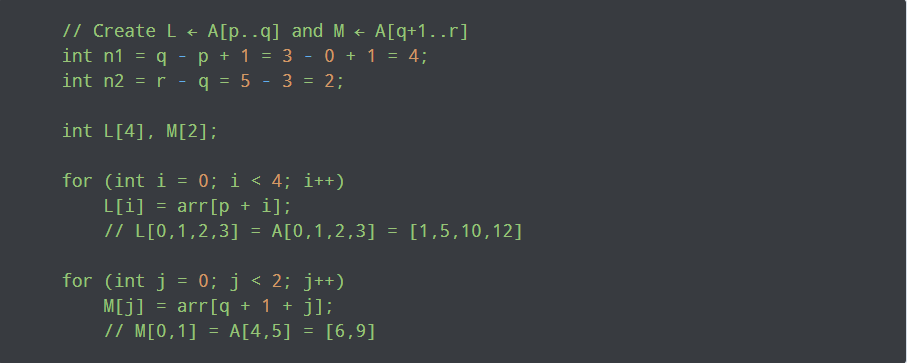 // Create L ← A[p..q] and M ← A[q+1..r]
int n1 = q - p + 1 = 3 - 0 + 1 = 4;
int n2 = r - q = 5 - 3 = 2;
int L[4], M[2];
for (int i = 0; i < 4; i++)
L[i] = arr[p + i];
// L[0,1,2,3] = A[0,1,2,3] = [1,5,10,12]
for (int j = 0; j < 2; j++)
M[j] = arr[q + 1 + j];
// M[0,1] = A[4,5] = [6,9]